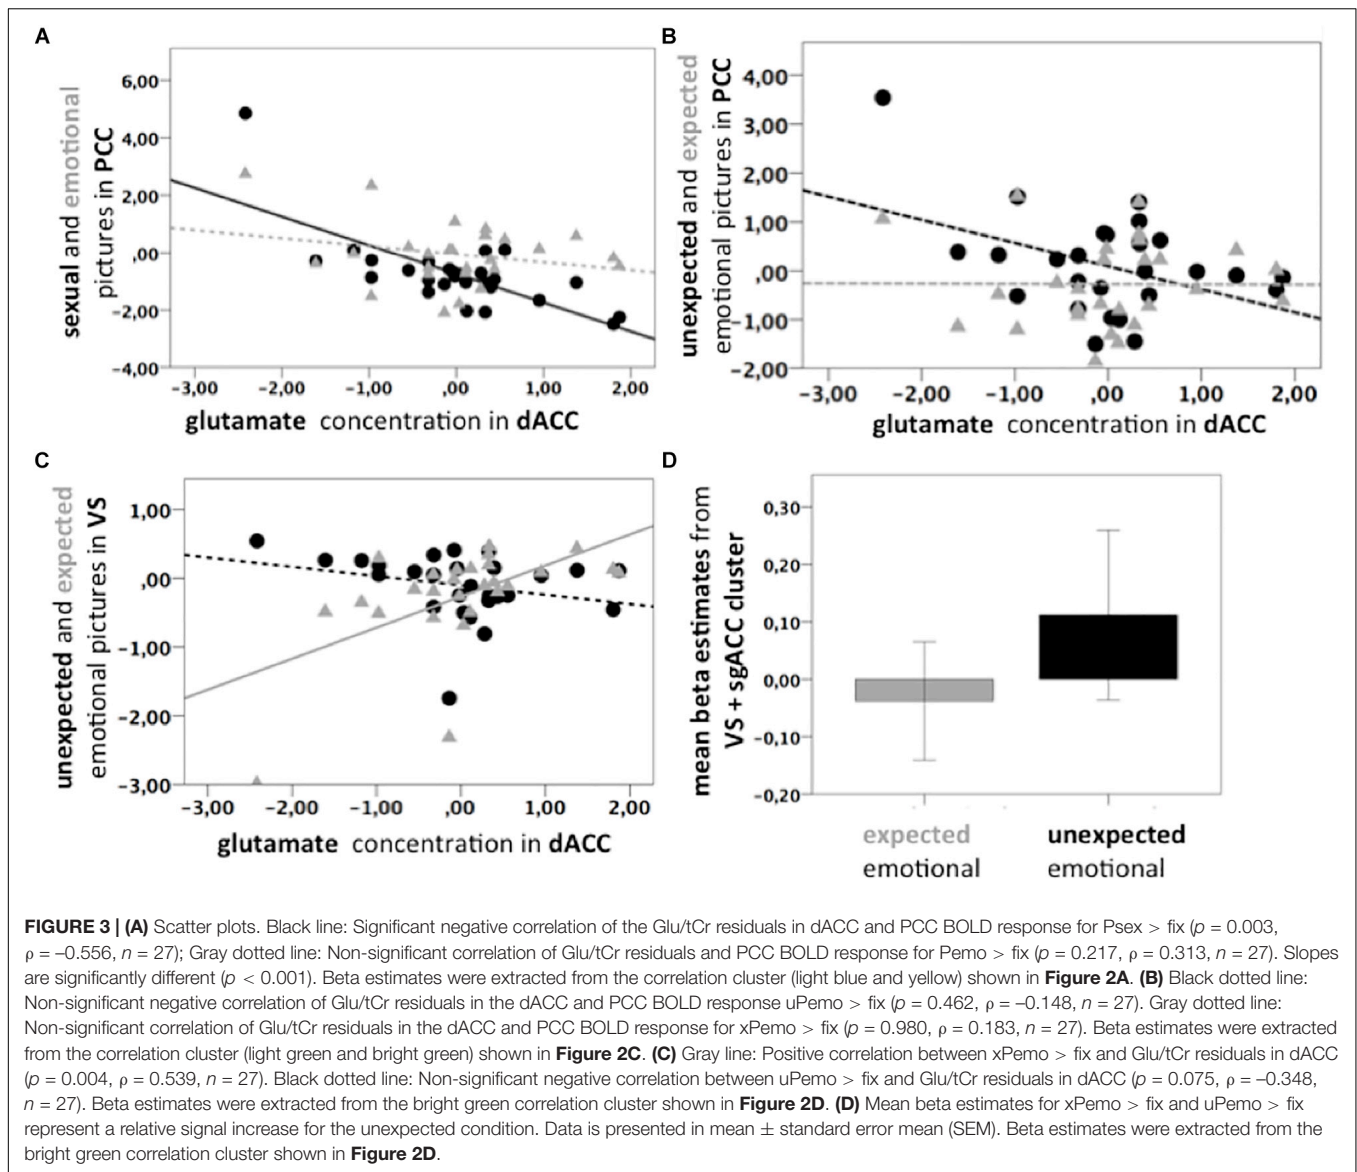 A
sexual and emotional
pictures in PCC
6,00
4,00
2,00
,00
−2,00
−4,00
−3,00 −2,00 −1,00 ,00 1,00 2,00
glutamate concentration in dACC
B
unexpected and expected
emotional pictures in PCC
4,00
3,00
2,00
1,00
,00
−1,00
−2,00
−3,00 −2,00 −1,00 ,00 1,00 2,00
glutamate concentration in dACC
C
unexpected and expected
emotional pictures in VS
1,00
,00
−1,00
−2,00
−3,00
−3,00 −2,00 −1,00 ,00 1,00 2,00
glutamate concentration in dACC
D
mean beta estimates from
VS + sgACC cluster
0,30
0,20
0,10
0,00
−0,10
−0,20
expected unexpected
emotional emotional
FIGURE 3 | (A) Scatter plots. Black line: Significant negative correlation of the Glu/tCr residuals in dACC and PCC BOLD response for Psex > fix (p = 0.003,
ρ = –0.556, n = 27); Gray dotted line: Non-significant correlation of Glu/tCr residuals and PCC BOLD response for Pemo > fix (p = 0.217, ρ = 0.313, n = 27). Slopes
are significantly different (p < 0.001). Beta estimates were extracted from the correlation cluster (light blue and yellow) shown in Figure 2A. (B) Black dotted line:
Non-significant negative correlation of Glu/tCr residuals in the dACC and PCC BOLD response uPemo > fix (p = 0.462, ρ = –0.148, n = 27). Gray dotted line:
Non-significant correlation of Glu/tCr residuals in the dACC and PCC BOLD response for xPemo > fix (p = 0.980, ρ = 0.183, n = 27). Beta estimates were extracted
from the correlation cluster (light green and bright green) shown in Figure 2C. (C) Gray line: Positive correlation between xPemo > fix and Glu/tCr residuals in dACC
(p = 0.004, ρ = 0.539, n = 27). Black dotted line: Non-significant negative correlation between uPemo > fix and Glu/tCr residuals in dACC (p = 0.075, ρ = –0.348,
n = 27). Beta estimates were extracted from the bright green correlation cluster shown in Figure 2D. (D) Mean beta estimates for xPemo > fix and uPemo > fix
represent a relative signal increase for the unexpected condition. Data is presented in mean ± standard error mean (SEM). Beta estimates were extracted from the
bright green correlation cluster shown in Figure 2D.